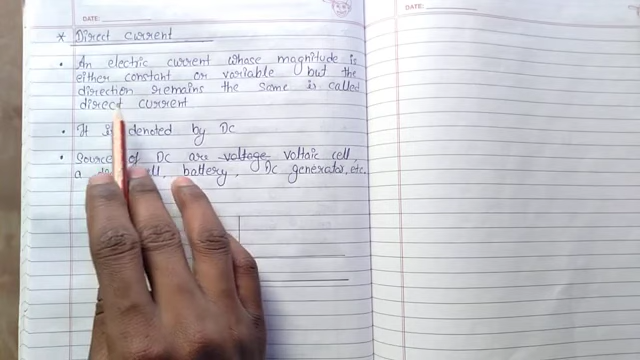 DATE:
DATE:
* Direct current
• An electric current whose magnitude is
either constant or variable but the
direction remains the same is called
direct current
• It is denoted by DC
• Source of DC are voltage voltaic cell,
a cell, battery, DC generator, etc.